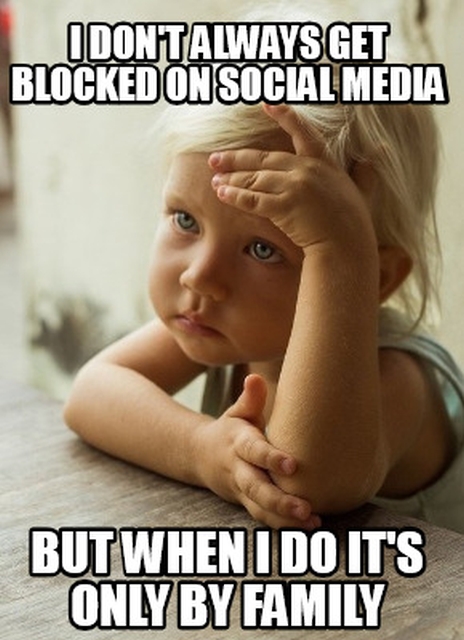 I DON'T ALWAYS GET
BLOCKED ON SOCIAL MEDIA
BUT WHEN I DO IT'S
ONLY BY FAMILY